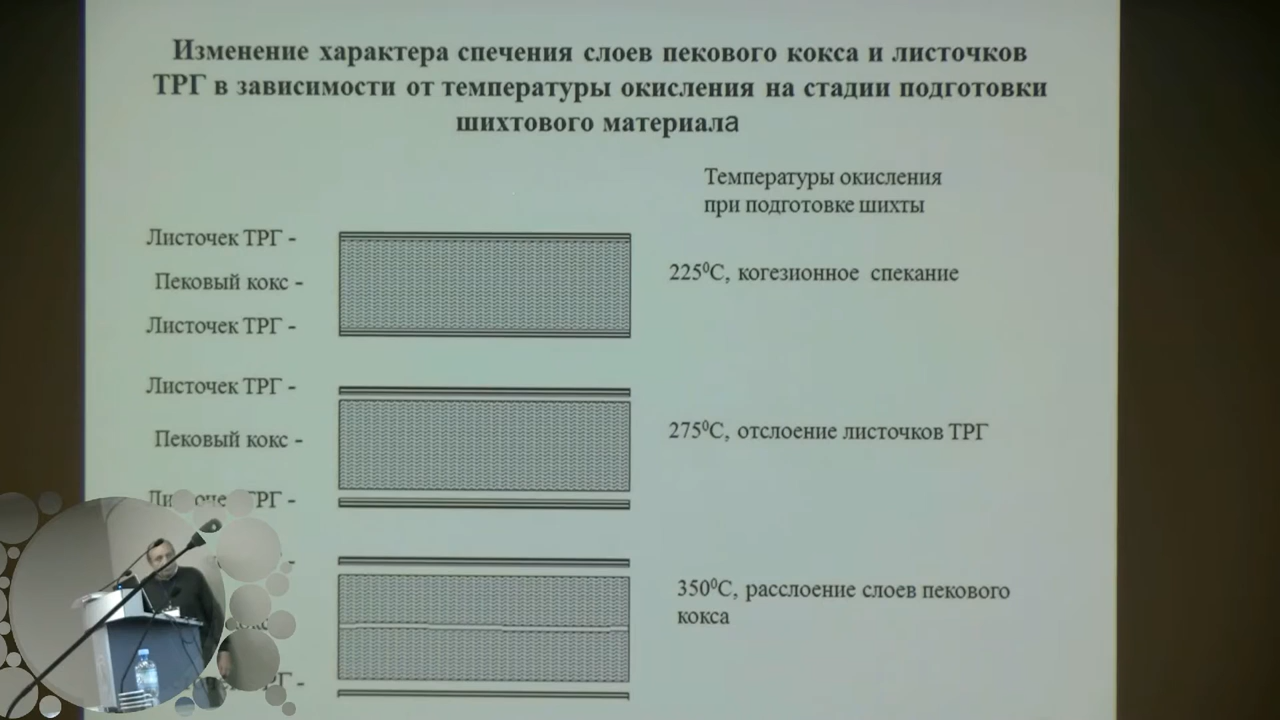 Изменение характера спечения слоев пекового кокса и листочков
ТРГ в зависимости от температуры окисления на стадии подготовки
шихтового материала
Температуры окисления
при подготовке шихты
Листочек ТРГ -
Пековый кокс -
225⁰С, когезионное спекание
Листочек ТРГ -
Листочек ТРГ -
Пековый кокс -
275⁰С, отслоение листочков ТРГ
ТРГ -
350⁰С, расслоение слоев пекового
кокса